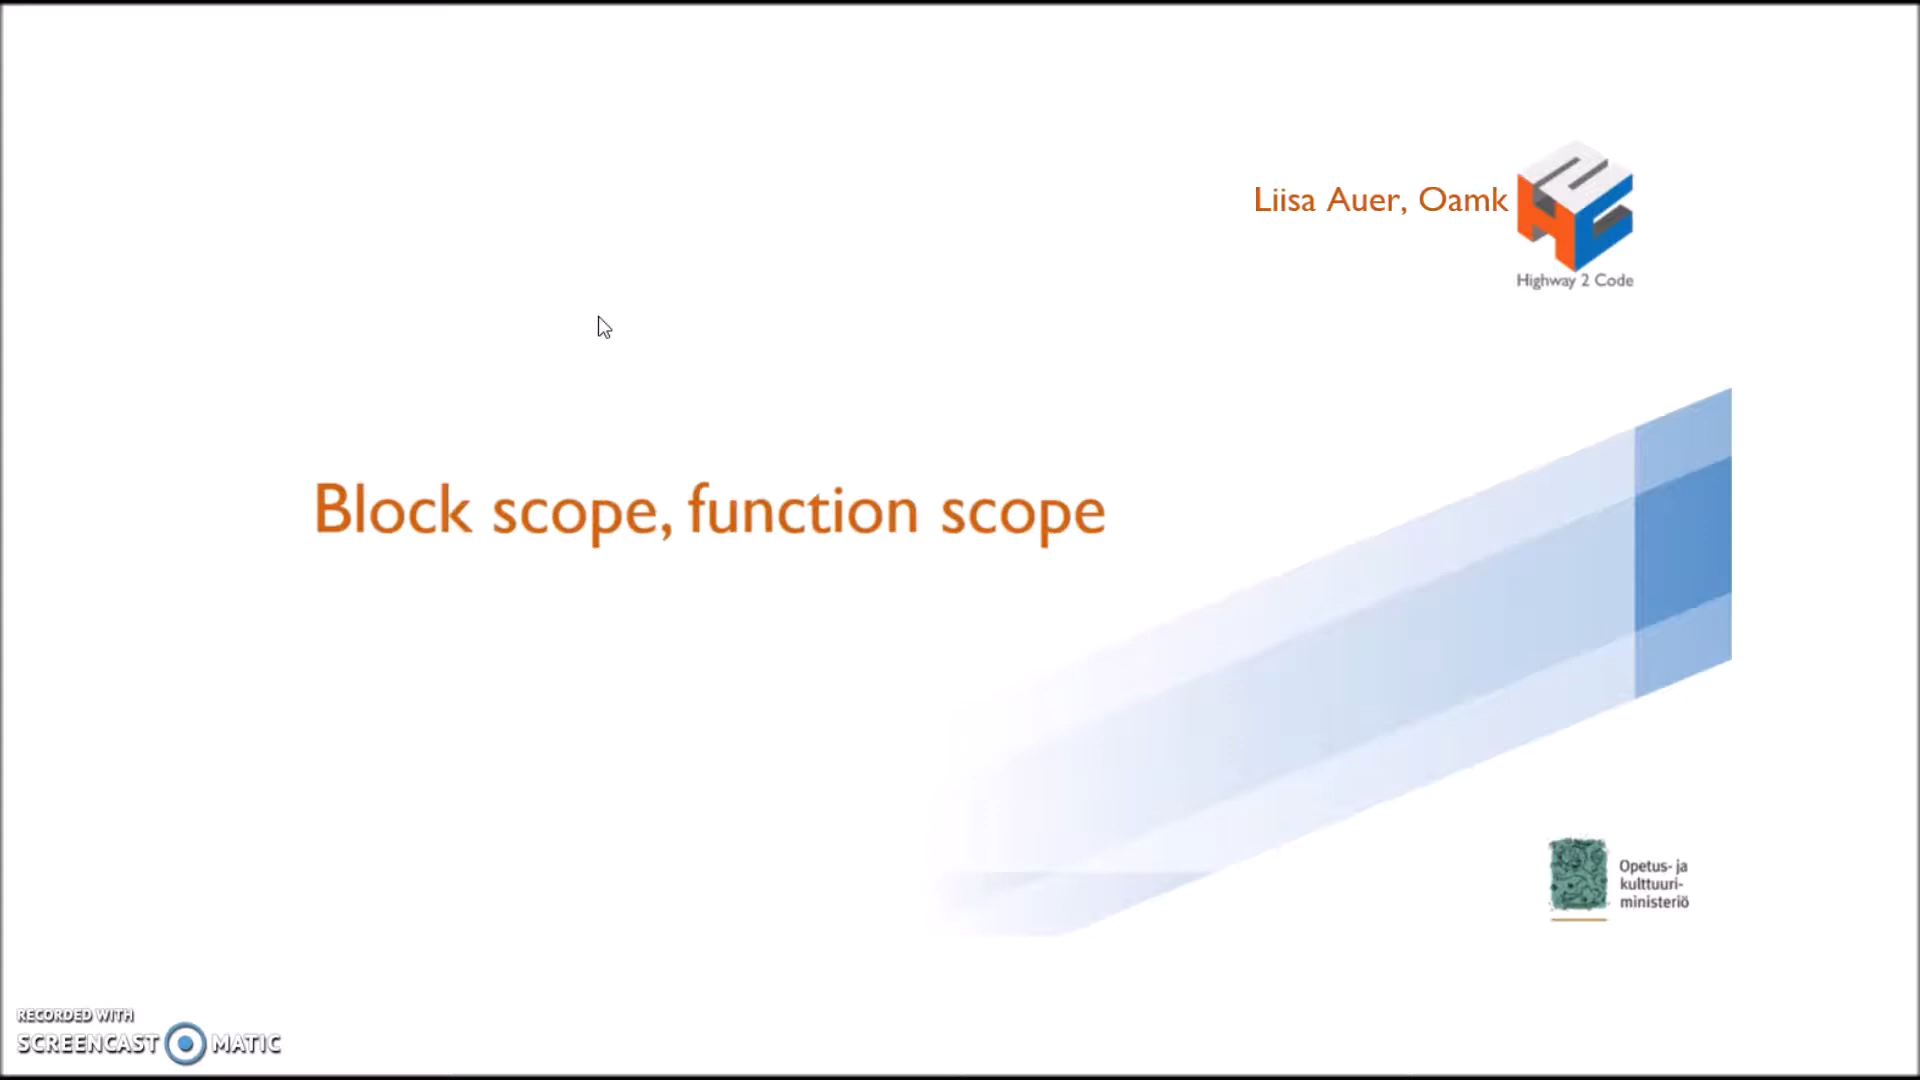 Liisa Auer, Oamk
Highway 2 Code
Block scope, function scope
Opetus- ja
kulttuuri-
ministeriö
RECORDED WITH
SCREENCAST MATIC